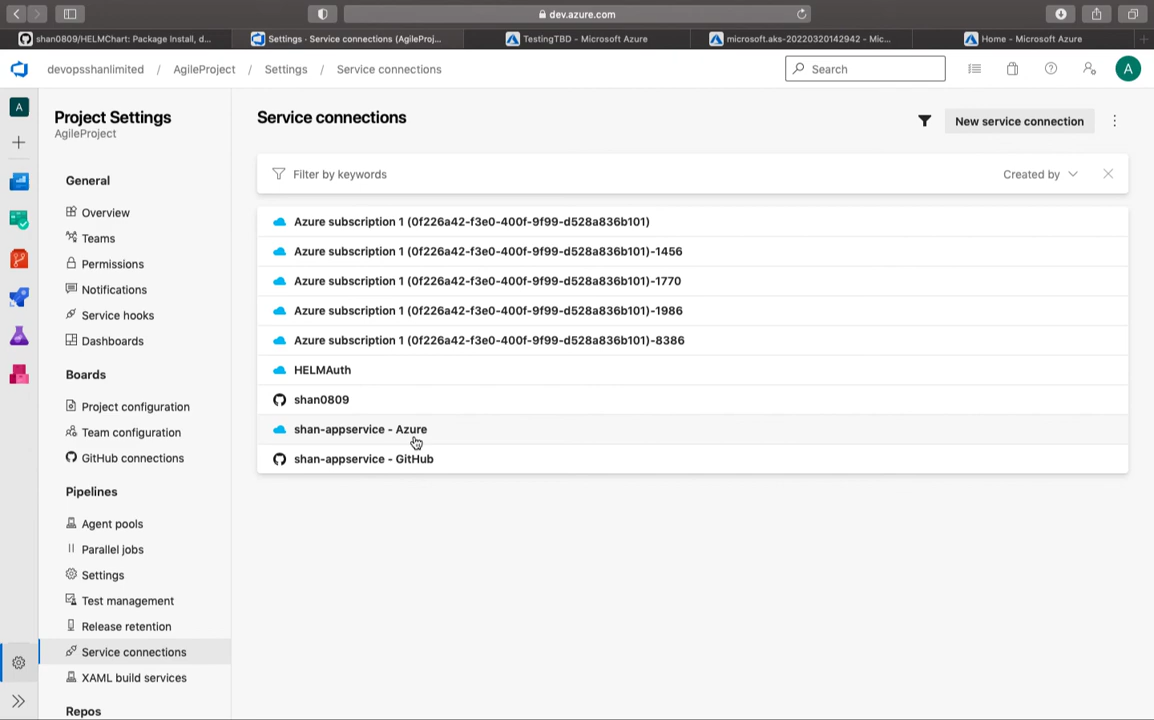 dev.azure.com
shan0809/HELMChart: Package Install, d...
Settings · Service connections (AgileProj...
TestingTBD - Microsoft Azure
microsoft.aks-20220320142942 - Mic...
Home - Microsoft Azure
devopsshanlimited / AgileProject / Settings / Service connections
Search
A
A
Project Settings
AgileProject
General
Overview
Teams
Permissions
Notifications
Service hooks
Dashboards
Boards
Project configuration
Team configuration
GitHub connections
Pipelines
Agent pools
Parallel jobs
Settings
Test management
Release retention
Service connections
XAML build services
Repos
Service connections
New service connection
Filter by keywords
Created by
Azure subscription 1 (0f226a42-f3e0-400f-9f99-d528a836b101)
Azure subscription 1 (0f226a42-f3e0-400f-9f99-d528a836b101)-1456
Azure subscription 1 (0f226a42-f3e0-400f-9f99-d528a836b101)-1770
Azure subscription 1 (0f226a42-f3e0-400f-9f99-d528a836b101)-1986
Azure subscription 1 (0f226a42-f3e0-400f-9f99-d528a836b101)-8386
HELMAuth
shan0809
shan-appservice - Azure
shan-appservice - GitHub